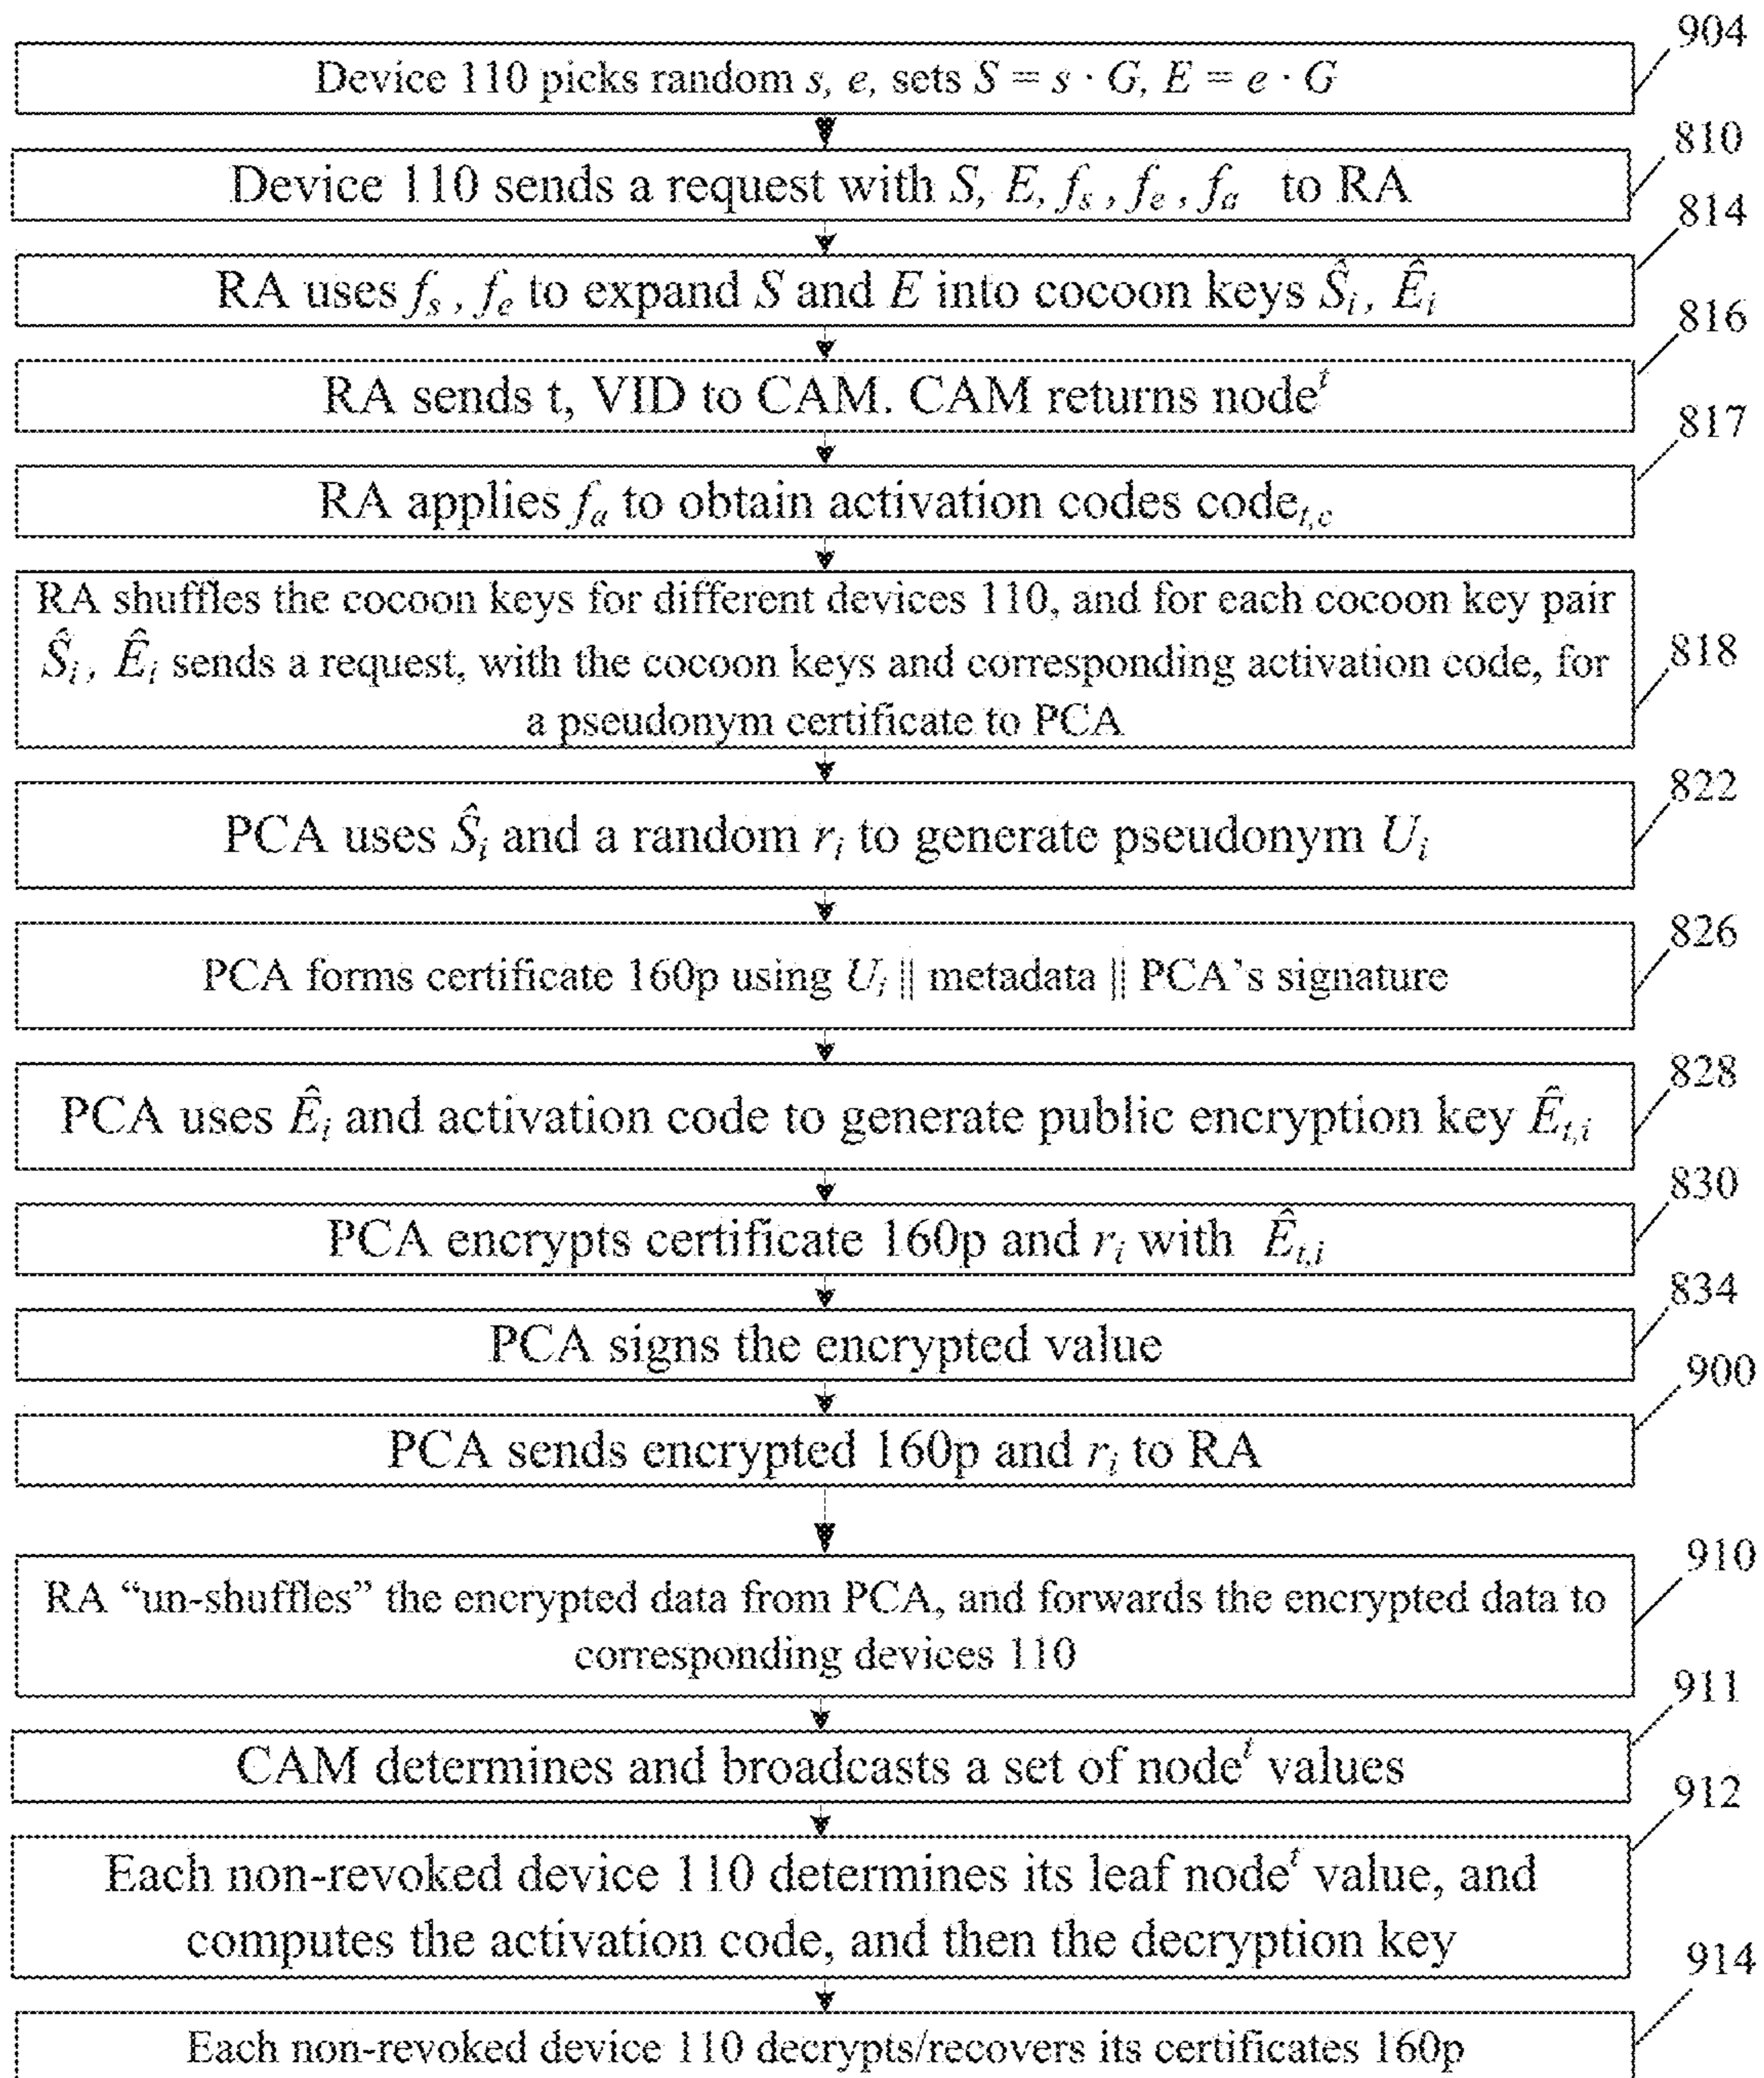 904
Device 110 picks random s, e, sets S = s · G, E = e · G
810
Device 110 sends a request with S, E, fₛ, fₑ, fₐ to RA
814
RA uses fₛ, fₑ to expand S and E into cocoon keys Ŝᵢ, Êᵢ
816
RA sends t, VID to CAM. CAM returns nodeᵗ
817
RA applies fₐ to obtain activation codes code_{t,c}
RA shuffles the cocoon keys for different devices 110, and for each cocoon key pair
Ŝᵢ, Êᵢ sends a request, with the cocoon keys and corresponding activation code, for
a pseudonym certificate to PCA
818
822
PCA uses Ŝᵢ and a random rᵢ to generate pseudonym Uᵢ
826
PCA forms certificate 160p using Uᵢ || metadata || PCA's signature
828
PCA uses Êᵢ and activation code to generate public encryption key Ê_{t,i}
830
PCA encrypts certificate 160p and rᵢ with Ê_{t,i}
834
PCA signs the encrypted value
900
PCA sends encrypted 160p and rᵢ to RA
910
RA “un-shuffles” the encrypted data from PCA, and forwards the encrypted data to
corresponding devices 110
911
CAM determines and broadcasts a set of nodeᵗ values
912
Each non-revoked device 110 determines its leaf nodeᵗ value, and
computes the activation code, and then the decryption key
914
Each non-revoked device 110 decrypts/recovers its certificates 160p